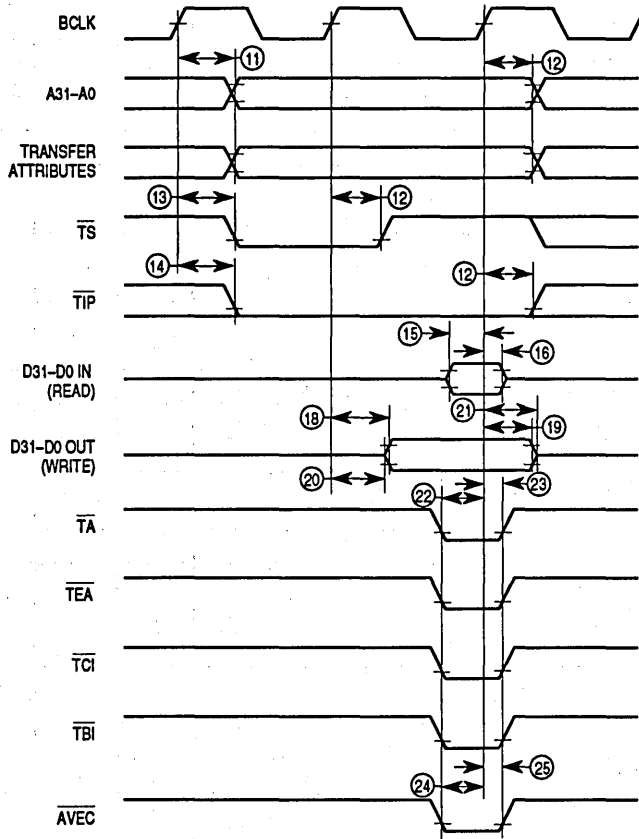 BCLK
11
12
A31–A0
TRANSFER
ATTRIBUTES
13
12
TS
14
12
TIP
15
16
D31–D0 IN
(READ)
21
18
19
D31–D0 OUT
(WRITE)
20
22
23
TA
TEA
TCI
TBI
25
24
AVEC